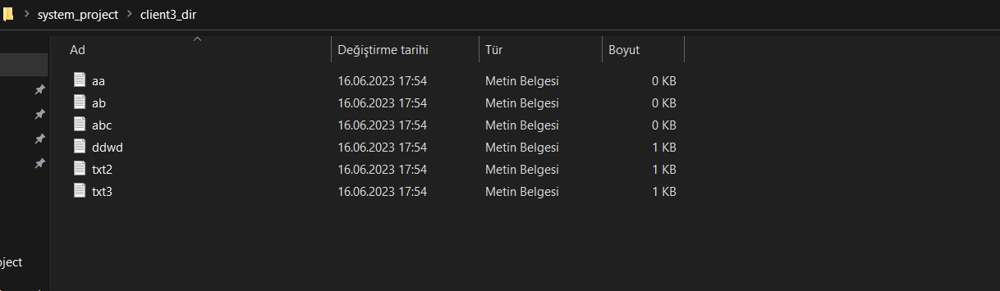 system_project > client3_dir
Ad Değiştirme tarihi Tür Boyut
aa 16.06.2023 17:54 Metin Belgesi 0 KB
ab 16.06.2023 17:54 Metin Belgesi 0 KB
abc 16.06.2023 17:54 Metin Belgesi 0 KB
ddwd 16.06.2023 17:54 Metin Belgesi 1 KB
txt2 16.06.2023 17:54 Metin Belgesi 1 KB
txt3 16.06.2023 17:54 Metin Belgesi 1 KB
oject